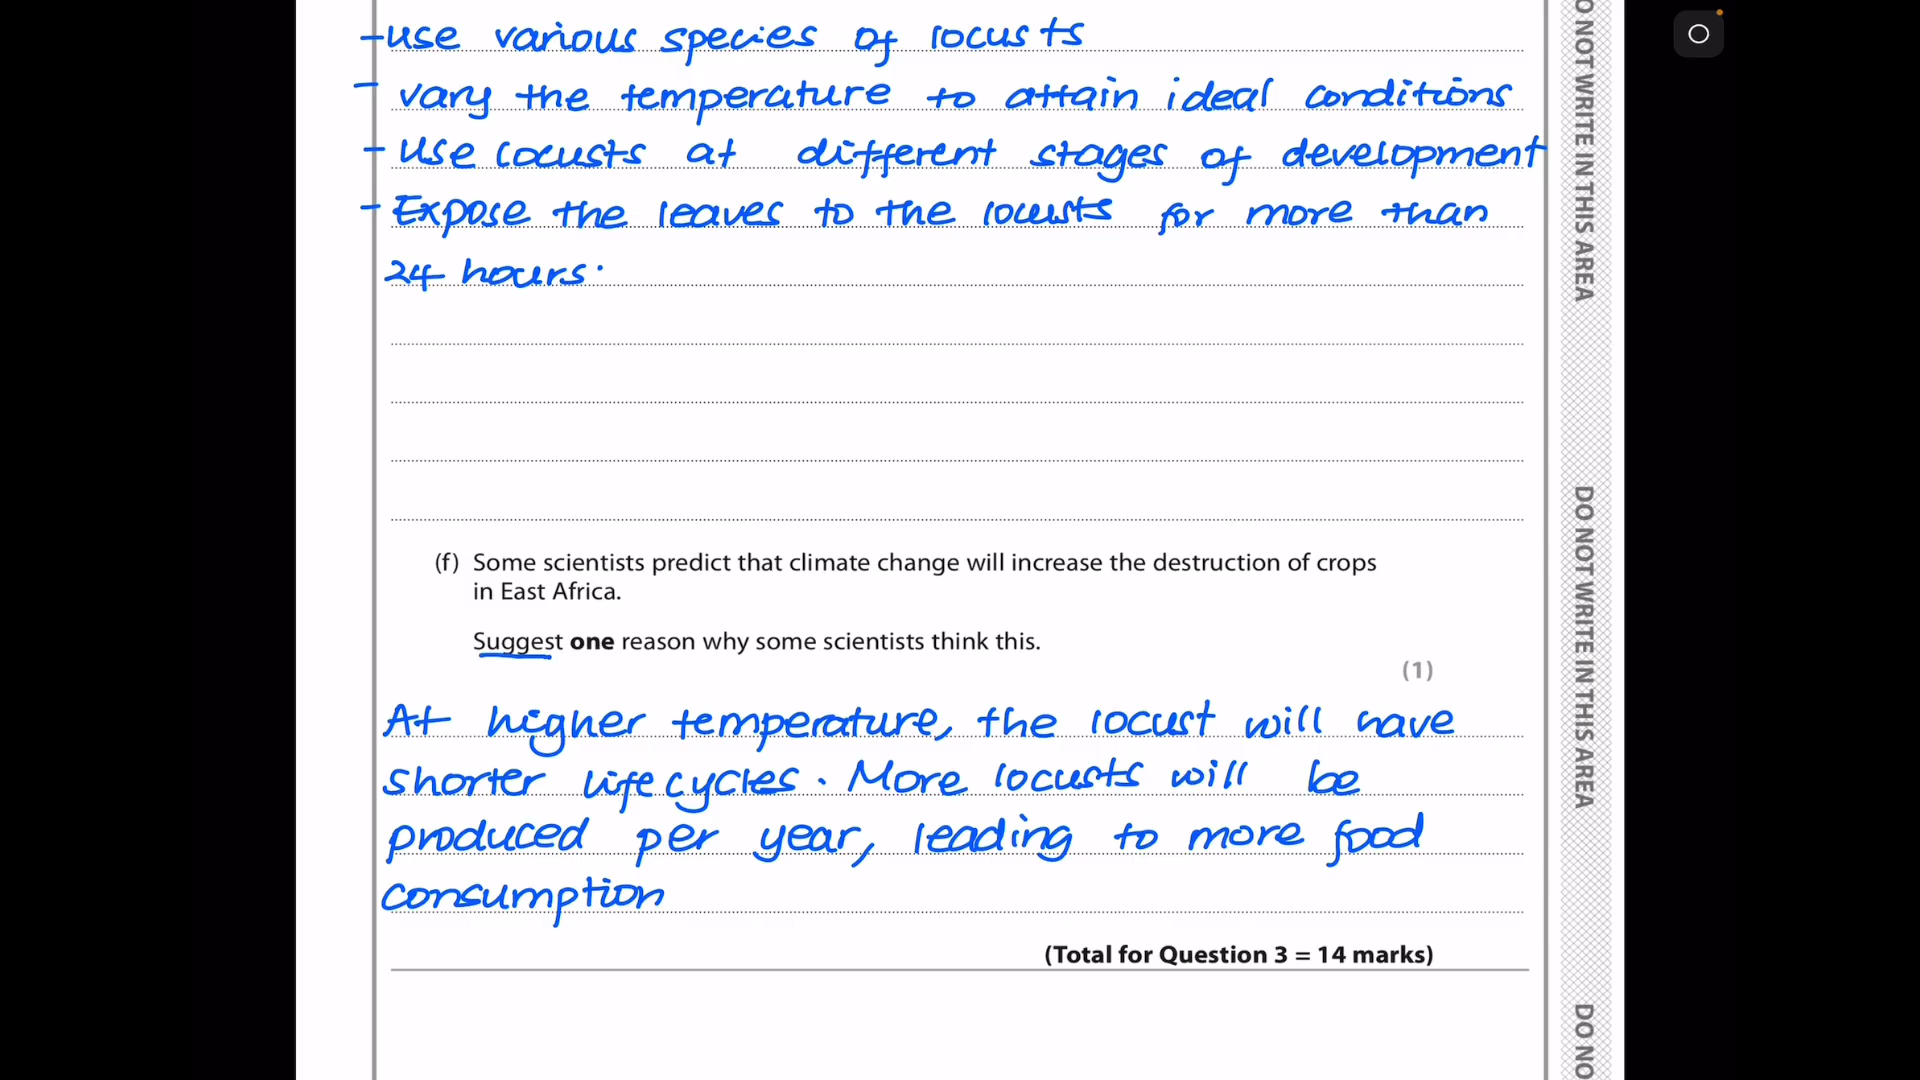 -use various species of locusts
- vary the temperature to attain ideal conditions
- Use locusts at different stages of development
- Expose the leaves to the locusts for more than
24 hours.
(f) Some scientists predict that climate change will increase the destruction of crops
in East Africa.
Suggest one reason why some scientists think this.
(1)
At higher temperature, the locust will have
shorter lifecycles. More locusts will be
produced per year, leading to more food
consumption
(Total for Question 3 = 14 marks)
DO NOT WRITE IN THIS AREA
DO NOT WRITE IN THIS AREA
DO NO